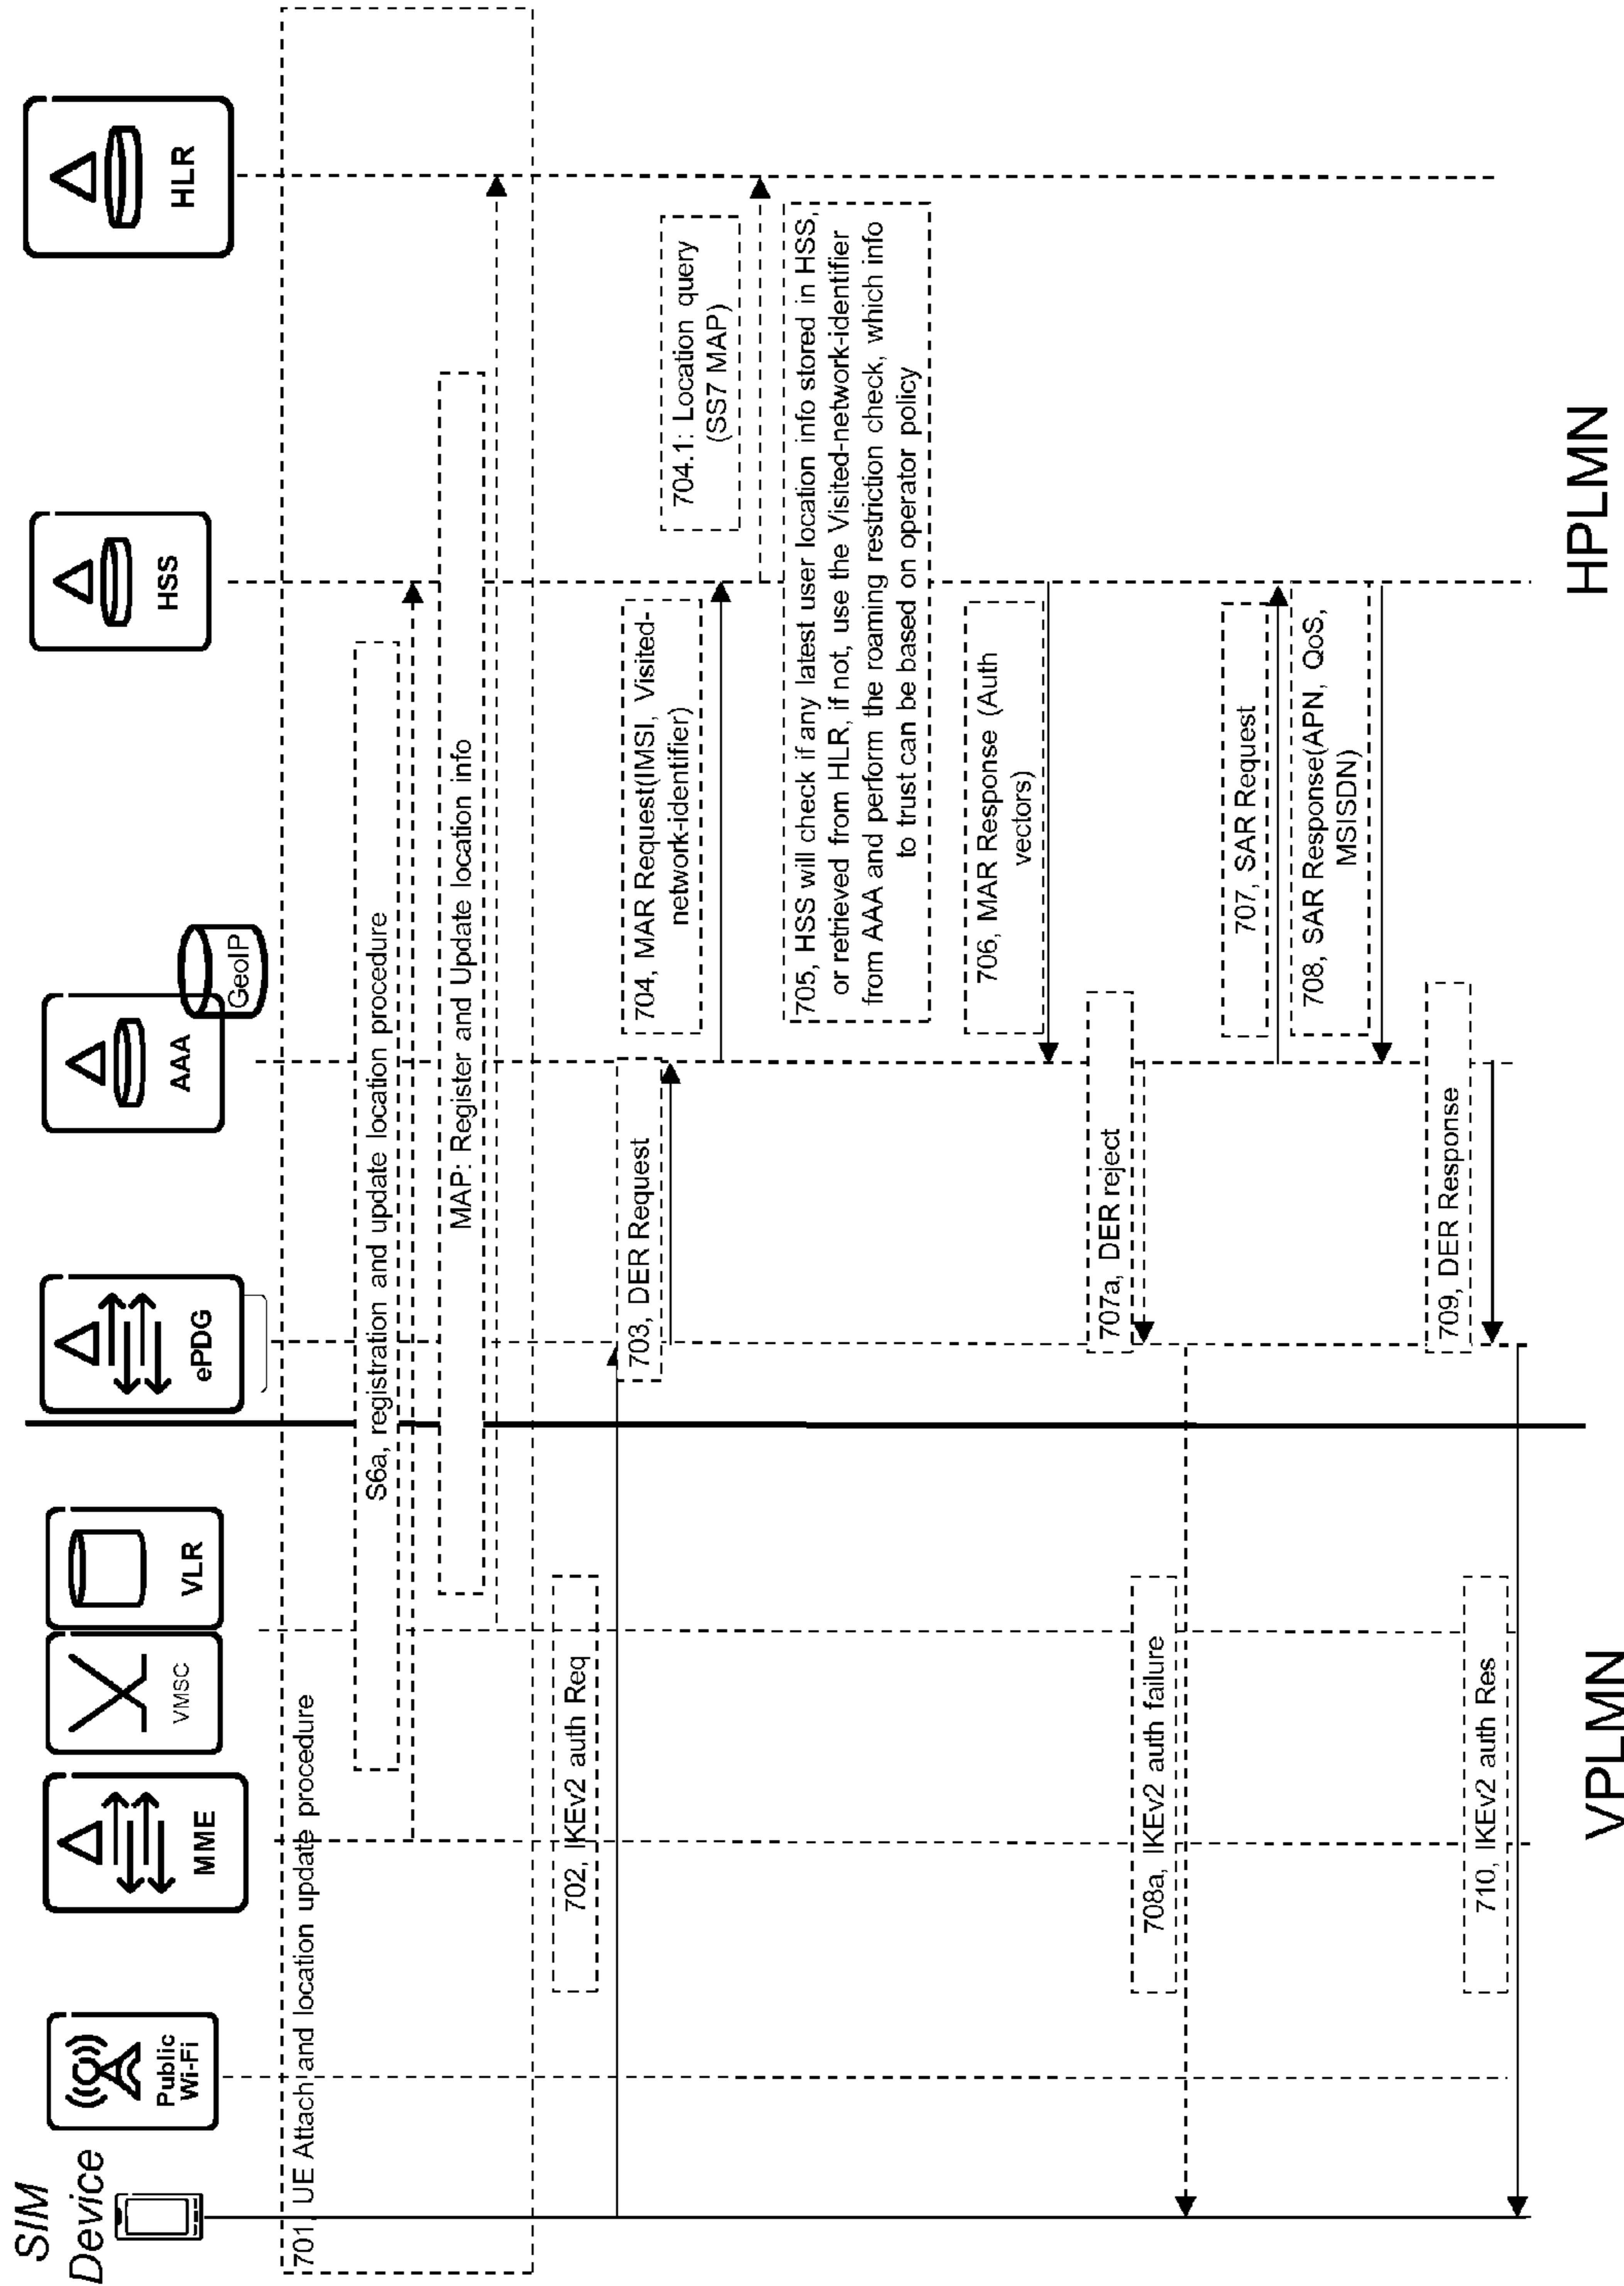 SIM
Device
Public
Wi-Fi
MME
VMSC
VLR
ePDG
AAA
GeoIP
HSS
HLR
701, UE Attach and location update procedure
S6a, registration and update location procedure
MAP: Register and Update location info
702, IKEv2 auth Req
703, DER Request
704, MAR Request(IMSI, Visited-
network-identifier)
704.1: Location query
(SS7 MAP)
705, HSS will check if any latest user location info stored in HSS,
or retrieved from HLR, if not, use the Visited-network-identifier
from AAA and perform the roaming restriction check, which info
to trust can be based on operator policy
706, MAR Response (Auth
vectors)
707a, DER reject
708a, IKEv2 auth failure
707, SAR Request
708, SAR Response(APN, QoS,
MSISDN)
709, DER Response
710, IKEv2 auth Res
VPLMN
HPLMN